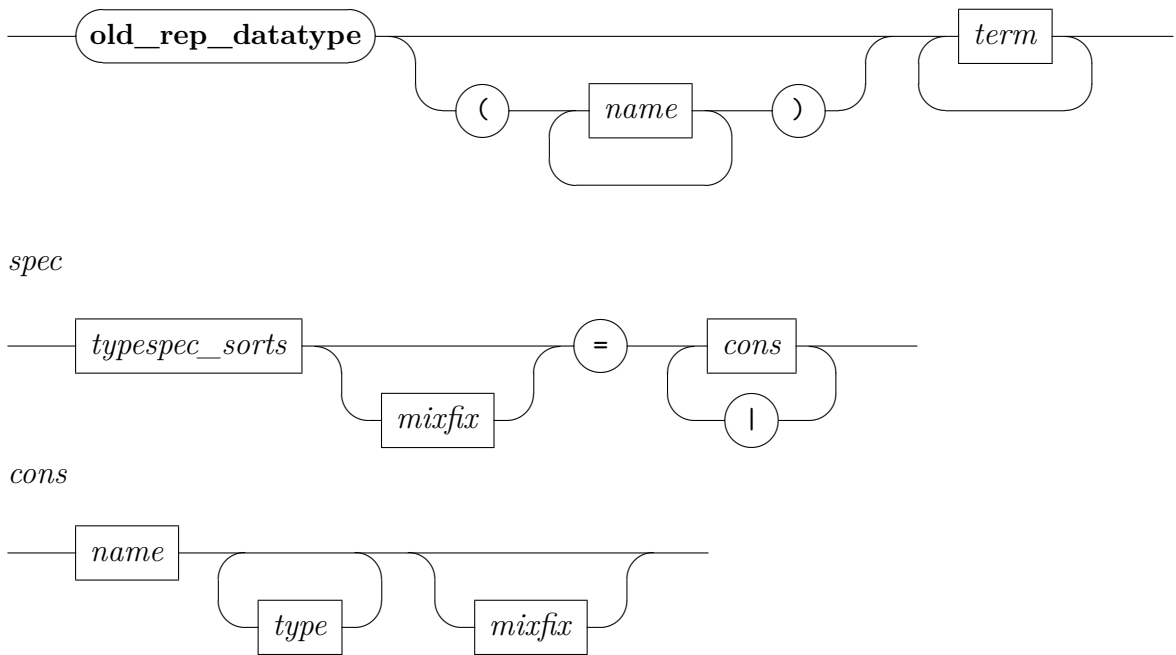 old_rep_datatype term
( name )
spec
typespec_sorts = cons
mixfix |
cons
name
type mixfix